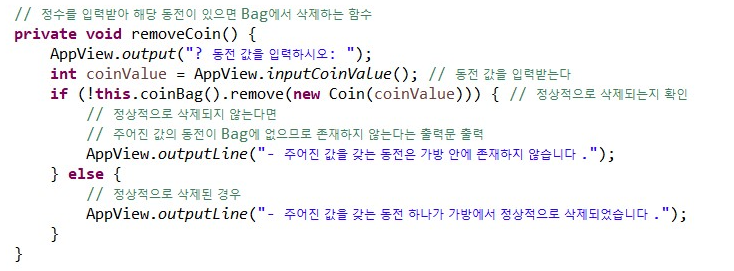 // 정수를 입력받아 해당 동전이 있으면 Bag에서 삭제하는 함수
private void removeCoin() {
    AppView.output("? 동전 값을 입력하시오: ");
    int coinValue = AppView.inputCoinValue(); // 동전 값을 입력받는다
    if (!this.coinBag().remove(new Coin(coinValue))) { // 정상적으로 삭제되는지 확인
        // 정상적으로 삭제되지 않는다면
        // 주어진 값의 동전이 Bag에 없으므로 존재하지 않는다는 출력문 출력
        AppView.outputLine("- 주어진 값을 갖는 동전은 가방 안에 존재하지 않습니다 .");
    } else {
        // 정상적으로 삭제된 경우
        AppView.outputLine("- 주어진 값을 갖는 동전 하나가 가방에서 정상적으로 삭제되었습니다 .");
    }
}